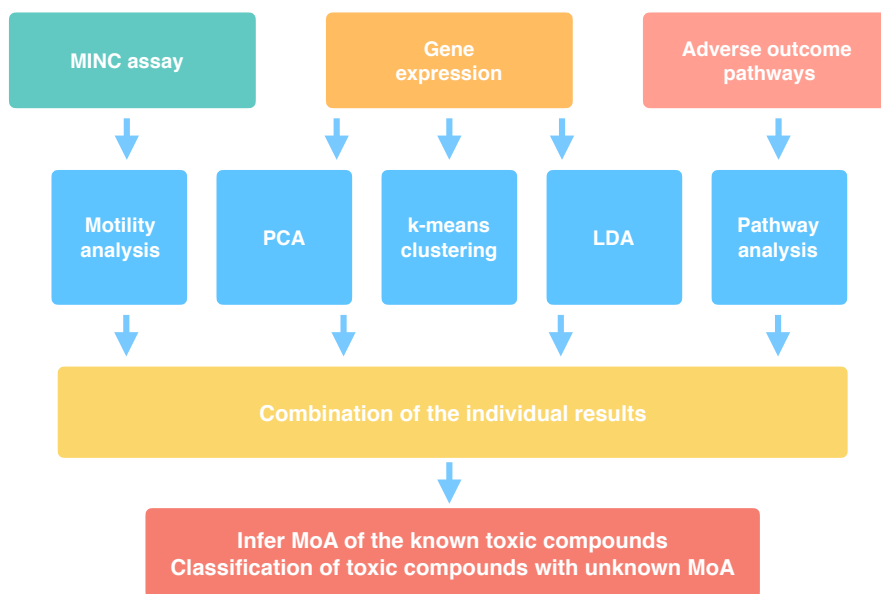 MINC assay
Gene
expression
Adverse outcome
pathways
Motility
analysis
PCA
k-means
clustering
LDA
Pathway
analysis
Combination of the individual results
Infer MoA of the known toxic compounds
Classification of toxic compounds with unknown MoA